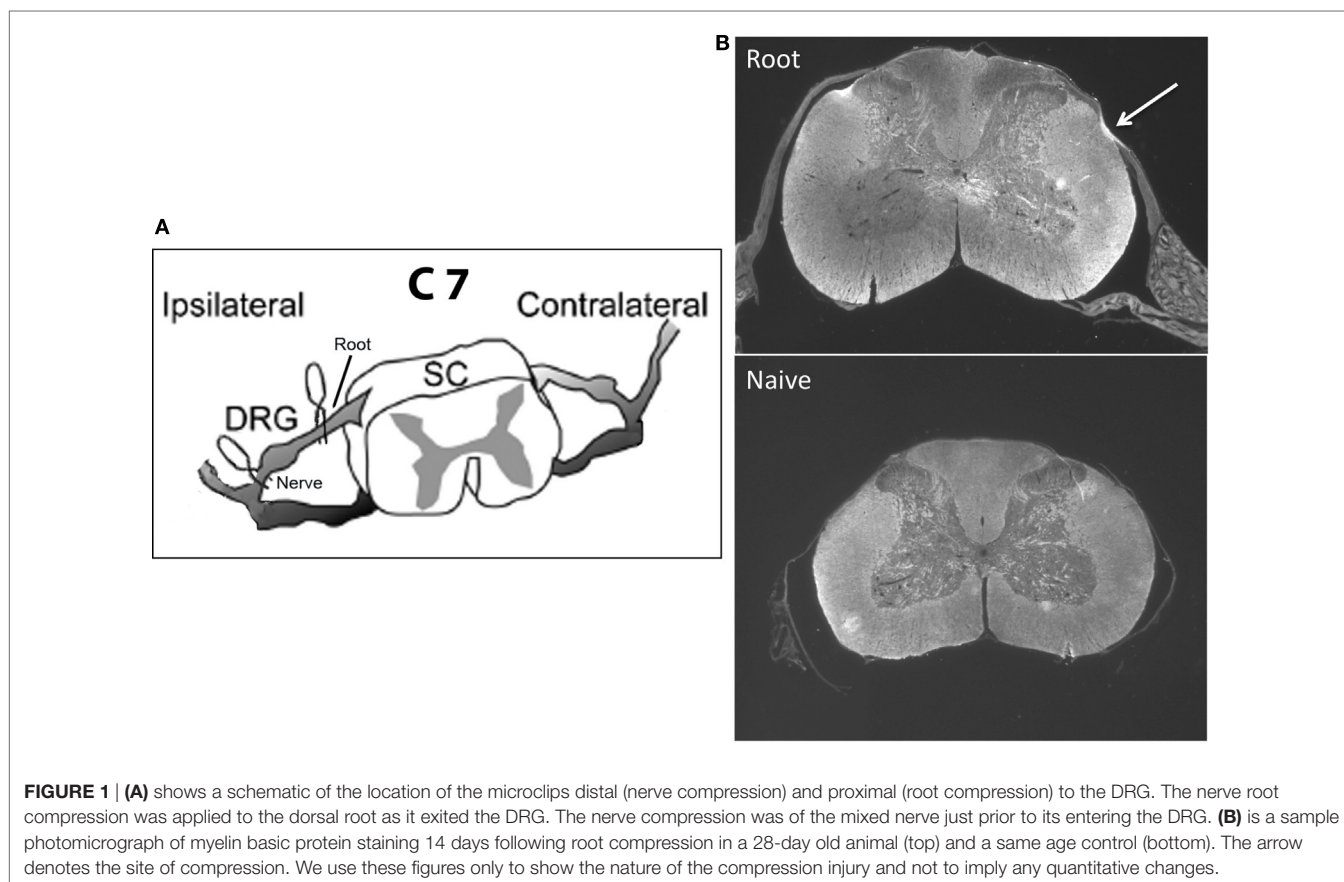 A
C 7
Ipsilateral
Contralateral
Root
SC
DRG
Nerve
B
Root
Naive
FIGURE 1 | (A) shows a schematic of the location of the microclips distal (nerve compression) and proximal (root compression) to the DRG. The nerve root
compression was applied to the dorsal root as it exited the DRG. The nerve compression was of the mixed nerve just prior to its entering the DRG. (B) is a sample
photomicrograph of myelin basic protein staining 14 days following root compression in a 28-day old animal (top) and a same age control (bottom). The arrow
denotes the site of compression. We use these figures only to show the nature of the compression injury and not to imply any quantitative changes.